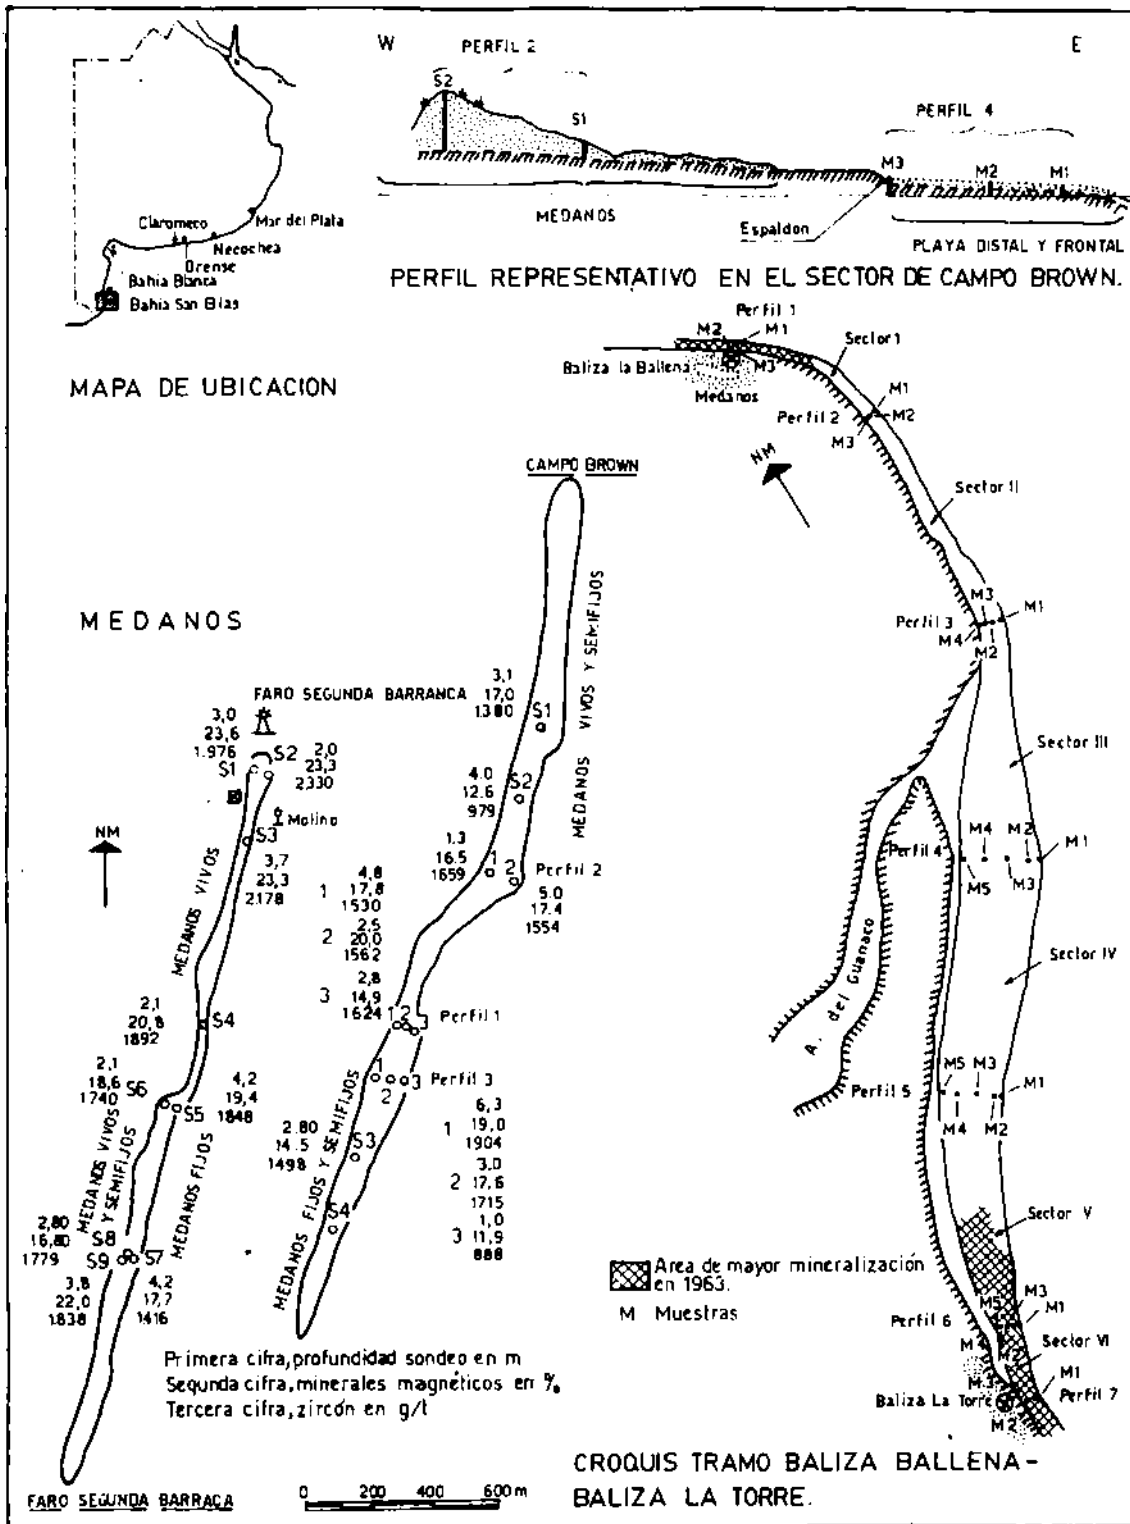 W
PERFIL 2
E
S2
S1
PERFIL 4
M3
M2
M1
MEDANOS
Espaldon
PLAYA DISTAL Y FRONTAL
PERFIL REPRESENTATIVO EN EL SECTOR DE CAMPO BROWN.
Claromeco
Mar del Plata
Necochea
Orense
Bahia Blanca
Bahia San Blas
MAPA DE UBICACION
Perfil 1
M2
M1
Sector I
Baliza la Ballena
M3
Medanos
M1
M2
Perfil 2
M3
NM
Sector II
M3
M1
Perfil 3
M4
M2
Sector III
M4
M2
M1
Perfil 4
M5
M3
Sector IV
A. del Guanaco
M5
M3
M1
Perfil 5
M4
M2
Sector V
M3
M5
M1
Perfil 6
M4
M2
Sector VI
M3
M1
Perfil 7
Baliza La Torre
M2
Area de mayor mineralización
en 1963.
M Muestras
CROQUIS TRAMO BALIZA BALLENA-
BALIZA LA TORRE.
MEDANOS
CAMPO BROWN
MEDANOS VIVOS Y SEMIFIJOS
3,1
17,0
1380
S1
4.0
12.6
979
S2
1.3
16.5
1659
1
2
Perfil 2
5.0
17.4
1554
1
4,8
17,8
1530
2
2,5
20,0
1562
3
2,8
14,9
1624
1
2
3
Perfil 1
1
2
3
Perfil 3
1
6,3
19,0
1904
2
3.0
17,6
1715
3
1,0
11,9
888
2.80
14.5
1498
S3
S4
MEDANOS FIJOS Y SEMIFIJOS
FARO SEGUNDA BARRANCA
3,0
23,6
1.976
S1
S2
2,0
23,3
2330
Molino
NM
S3
3,7
23,3
2178
MEDANOS VIVOS
2,1
20,8
1892
S4
2,1
18,6
1740
S6
S5
4,2
19,4
1848
MEDANOS VIVOS
Y SEMIFIJOS
MEDANOS FIJOS
2,80
16,80
1779
S8
S9
S7
3,8
22,0
1838
4,2
17,7
1416
Primera cifra, profundidad sondeo en m
Segunda cifra, minerales magnéticos en %
Tercera cifra, zircón en g/t
FARO SEGUNDA BARRACA
0 200 400 600 m